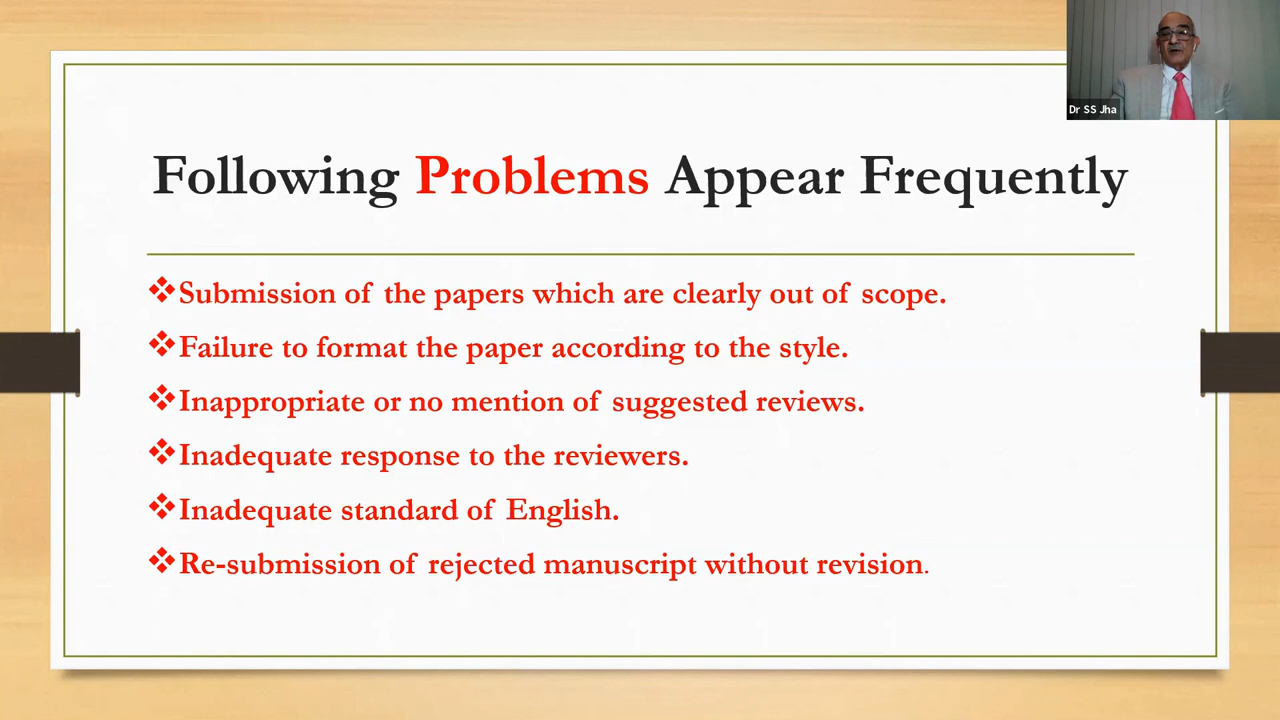 Dr SS Jha
Following Problems Appear Frequently
❖Submission of the papers which are clearly out of scope.
❖Failure to format the paper according to the style.
❖Inappropriate or no mention of suggested reviews.
❖Inadequate response to the reviewers.
❖Inadequate standard of English.
❖Re-submission of rejected manuscript without revision.